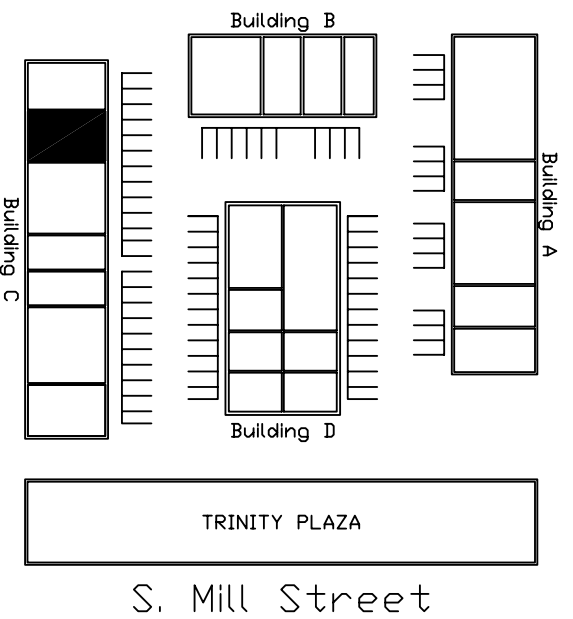 Building B
Building A
Building C
Building D
TRINITY PLAZA
S. Mill Street